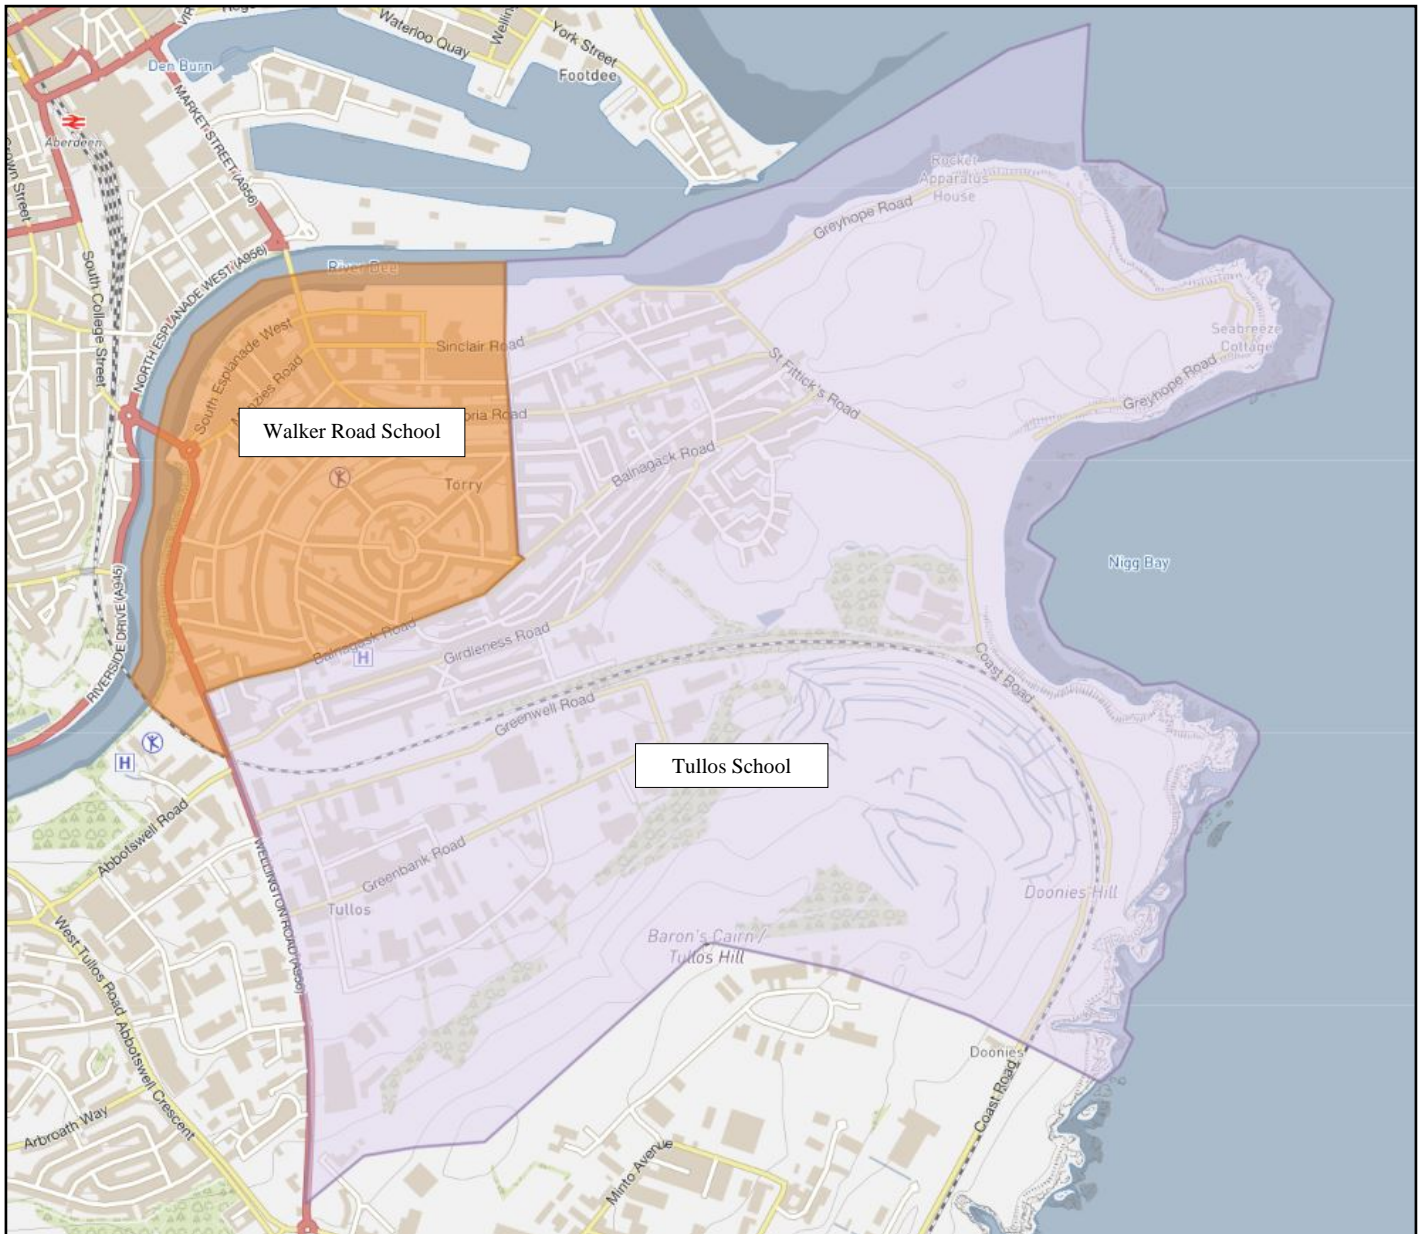 Waterloo Quay
York Street
Footdee
Den Burn
MARKET STREET (A956)
Aberdeen
South College Street
NORTH ESPLANADE WEST (A956)
River Dee
Rocket
Apparatus
House
Greyhope Road
Seabreeze
Cottage
Greyhope Road
South Esplanade West
Menzies Road
Sinclair Road
St Fittick's Road
Walker Road School
Balnagask Road
Torry
Nigg Bay
RIVERSIDE DRIVE (A945)
Balnagask Road
H
Girdleness Road
Coast Road
Greenwell Road
H
Tullos School
Abbotswell Road
WELLINGTON ROAD (A956)
Greenbank Road
Tullos
Doonies Hill
Baron's Cairn /
Tullos Hill
West Tullos Road
Abbotswell Crescent
Doonies
Coast Road
Arbroath Way
Minto Avenue